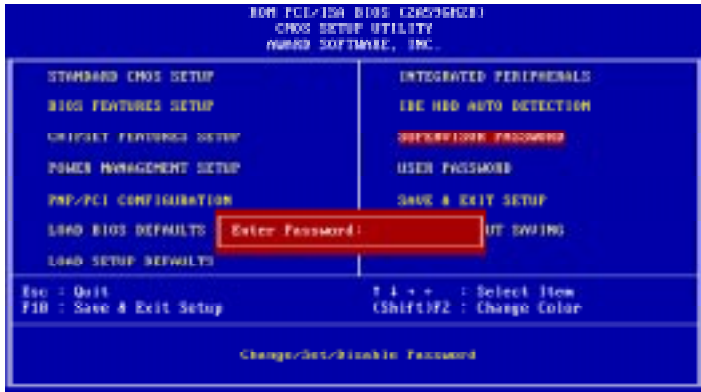 ROM PCI/ISA BIOS (2A59GH2B)
CMOS SETUP UTILITY
AWARD SOFTWARE, INC.
STANDARD CMOS SETUP
BIOS FEATURES SETUP
CHIPSET FEATURES SETUP
POWER MANAGEMENT SETUP
PNP/PCI CONFIGURATION
LOAD BIOS DEFAULTS
LOAD SETUP DEFAULTS
INTEGRATED PERIPHERALS
IDE HDD AUTO DETECTION
SUPERVISOR PASSWORD
USER PASSWORD
SAVE & EXIT SETUP
UT SAVING
Enter Password:
Esc : Quit
F10 : Save & Exit Setup
↑ ↓ → ← : Select Item
(Shift)F2 : Change Color
Change/Set/Disable Password